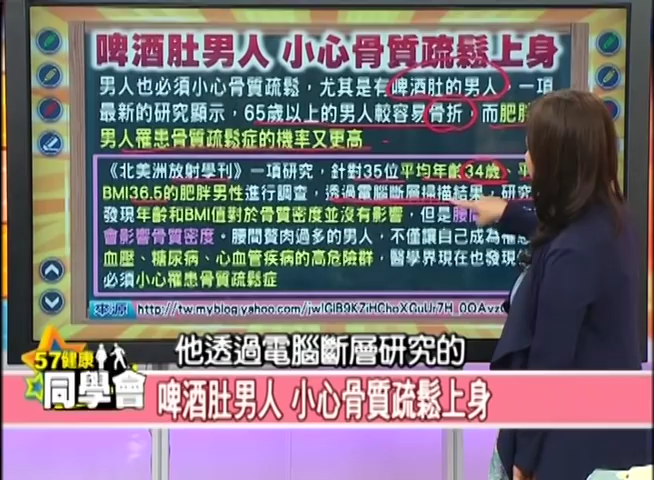 啤酒肚男人 小心骨質疏鬆上身
男人也必須小心骨質疏鬆，尤其是有啤酒肚的男人，一項
最新的研究顯示，65歲以上的男人較容易骨折，而肥胖
男人罹患骨質疏鬆症的機率又更高
《北美洲放射學刊》一項研究，針對35位平均年齡34歲、平
BMI36.5的肥胖男性進行調查，透過電腦斷層掃描結果，研究
發現年齡和BMI值對於骨質密度並沒有影響，但是腰間
會影響骨質密度。腰間贅肉過多的男人，不僅讓自己成為罹患
血壓、糖尿病、心血管疾病的高危險群，醫學界現在也發現
必須小心罹患骨質疏鬆症
來源
他透過電腦斷層研究的
57健康
同學會
啤酒肚男人 小心骨質疏鬆上身